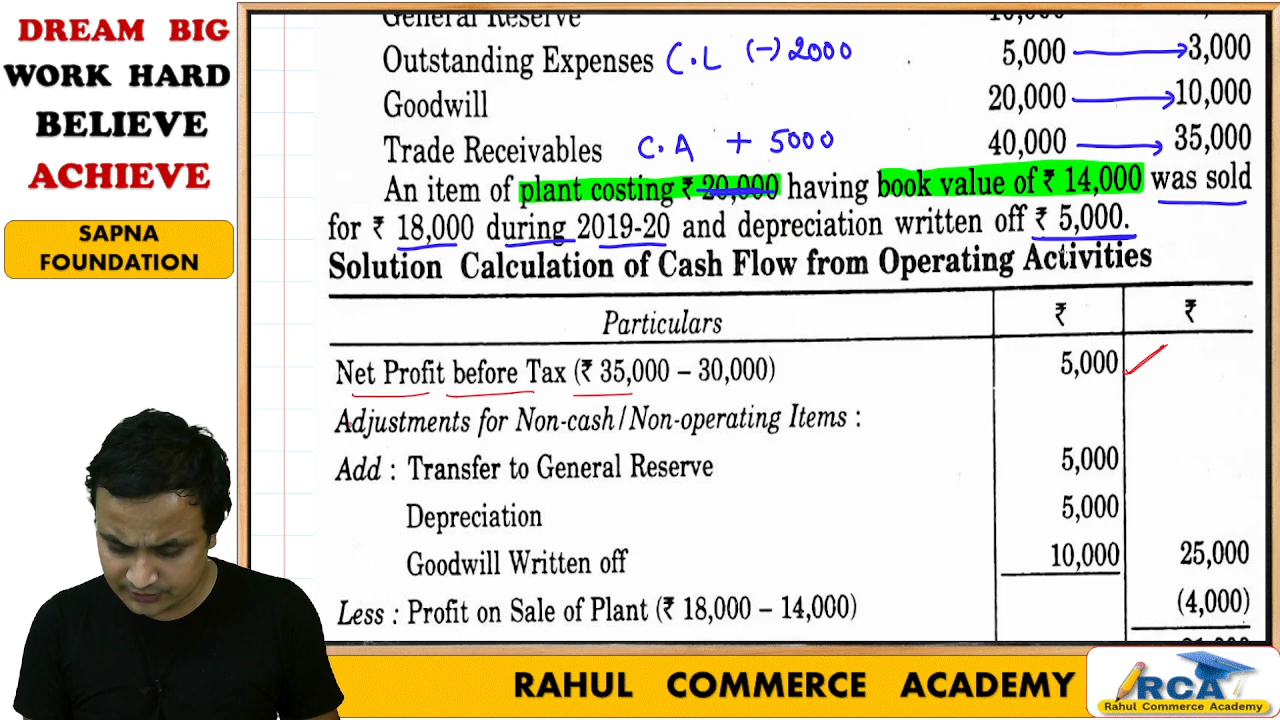 DREAM BIG
WORK HARD
BELIEVE
ACHIEVE
SAPNA
FOUNDATION
General Reserve 10,000
Outstanding Expenses C.L (-) 2000 5,000 3,000
Goodwill 20,000 10,000
Trade Receivables C.A + 5000 40,000 35,000
An item of plant costing ₹ 20,000 having book value of ₹ 14,000 was sold
for ₹ 18,000 during 2019-20 and depreciation written off ₹ 5,000.
Solution Calculation of Cash Flow from Operating Activities
Particulars ₹ ₹
Net Profit before Tax (₹ 35,000 – 30,000) 5,000
Adjustments for Non-cash/Non-operating Items :
Add : Transfer to General Reserve 5,000
Depreciation 5,000
Goodwill Written off 10,000 25,000
Less : Profit on Sale of Plant (₹ 18,000 – 14,000) (4,000)
RAHUL COMMERCE ACADEMY
RCA
Rahul Commerce Academy